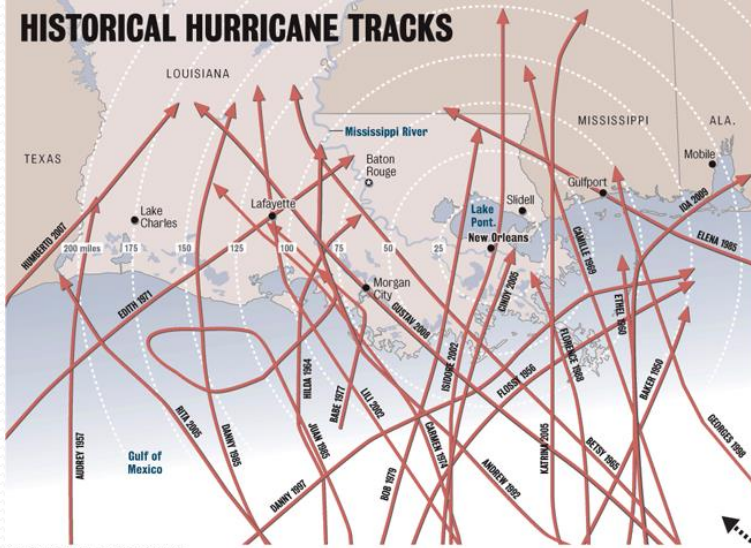 HISTORICAL HURRICANE TRACKS
LOUISIANA
MISSISSIPPI
ALA.
TEXAS
Mississippi River
Baton
Rouge
Mobile
Gulfport
Slidell
Lake
Pont.
New Orleans
Lafayette
Lake
Charles
Morgan
City
200 miles
175
150
125
100
75
50
25
HUMBERTO 2007
EDITH 1971
AUDREY 1957
RITA 2005
DANNY 1985
DANNY 1997
HILDA 1964
JUAN 1985
BABE 1977
LILI 2002
BOB 1979
CARMEN 1974
GUSTAV 2008
ISIDORE 2002
ANDREW 1992
FLOSSY 1956
CINDY 2005
KATRINA 2005
FLORENCE 1988
CAMILLE 1969
BETSY 1965
ETHEL 1960
BAKER 1950
GEORGES 1998
IDA 2009
ELENA 1985
Gulf of
Mexico